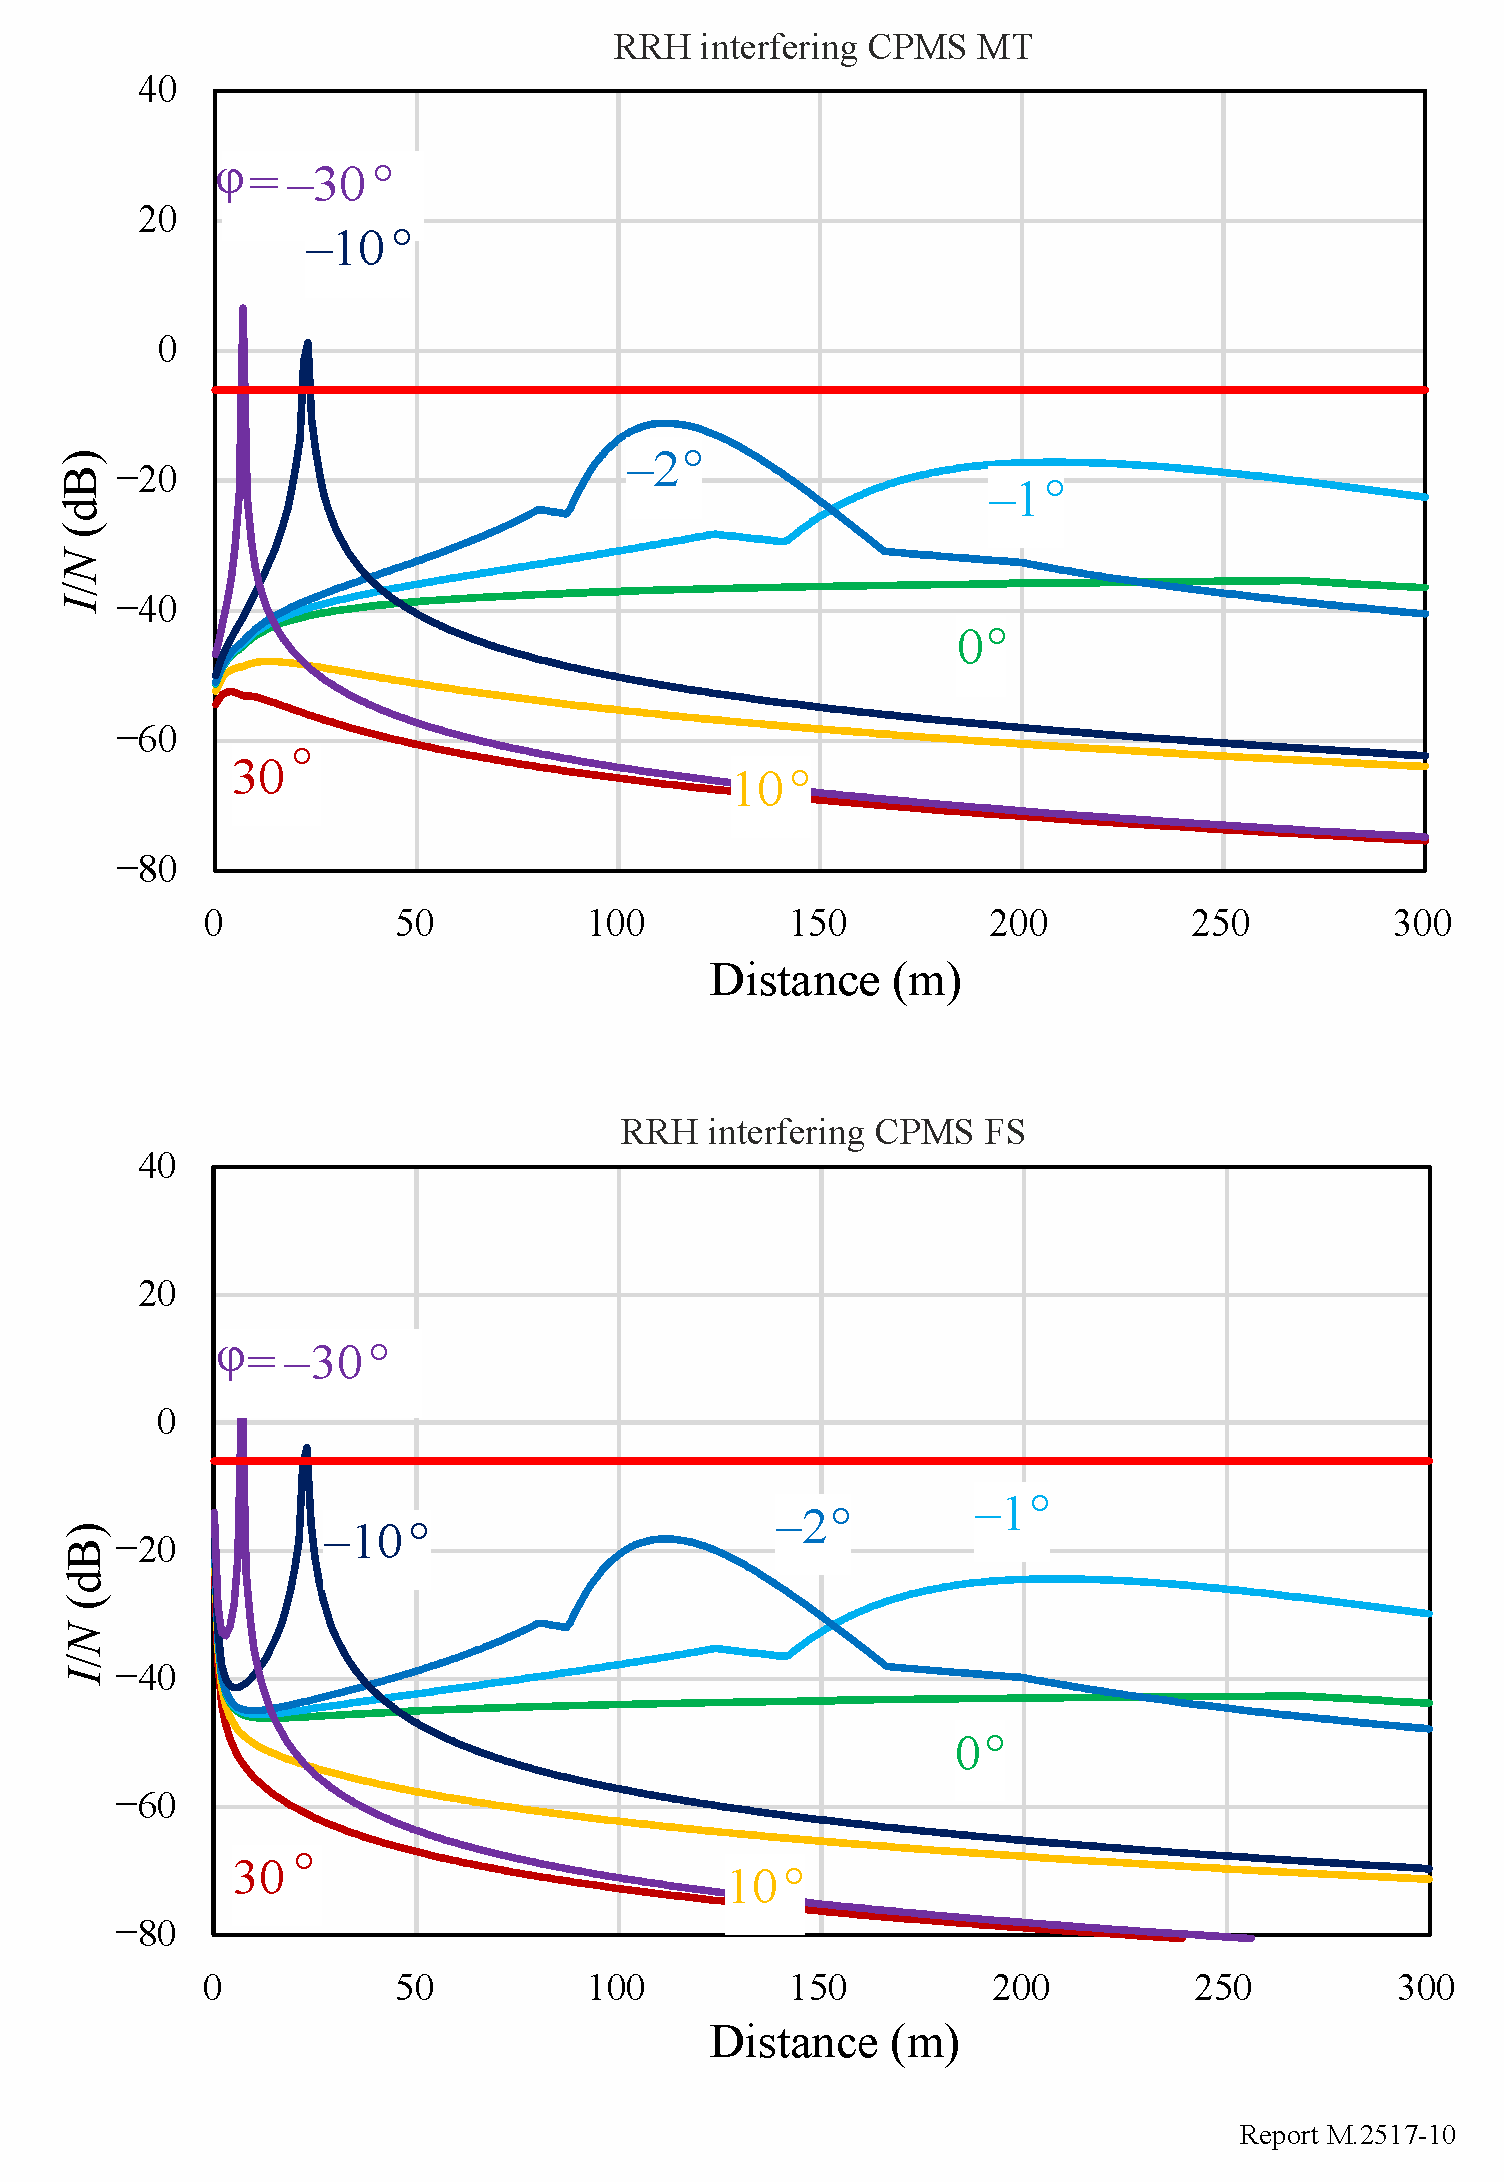 RRH interfering CPMS MT
40
φ= –30°
20
–10°
0
I/N (dB)
–20
–2°
–1°
–40
0°
–60
30°
10°
–80
0 50 100 150 200 250 300
Distance (m)
RRH interfering CPMS FS
40
20
φ= –30°
0
I/N (dB)
–20
–10°
–2°
–1°
–40
0°
–60
30°
10°
–80
0 50 100 150 200 250 300
Distance (m)
Report M.2517-10